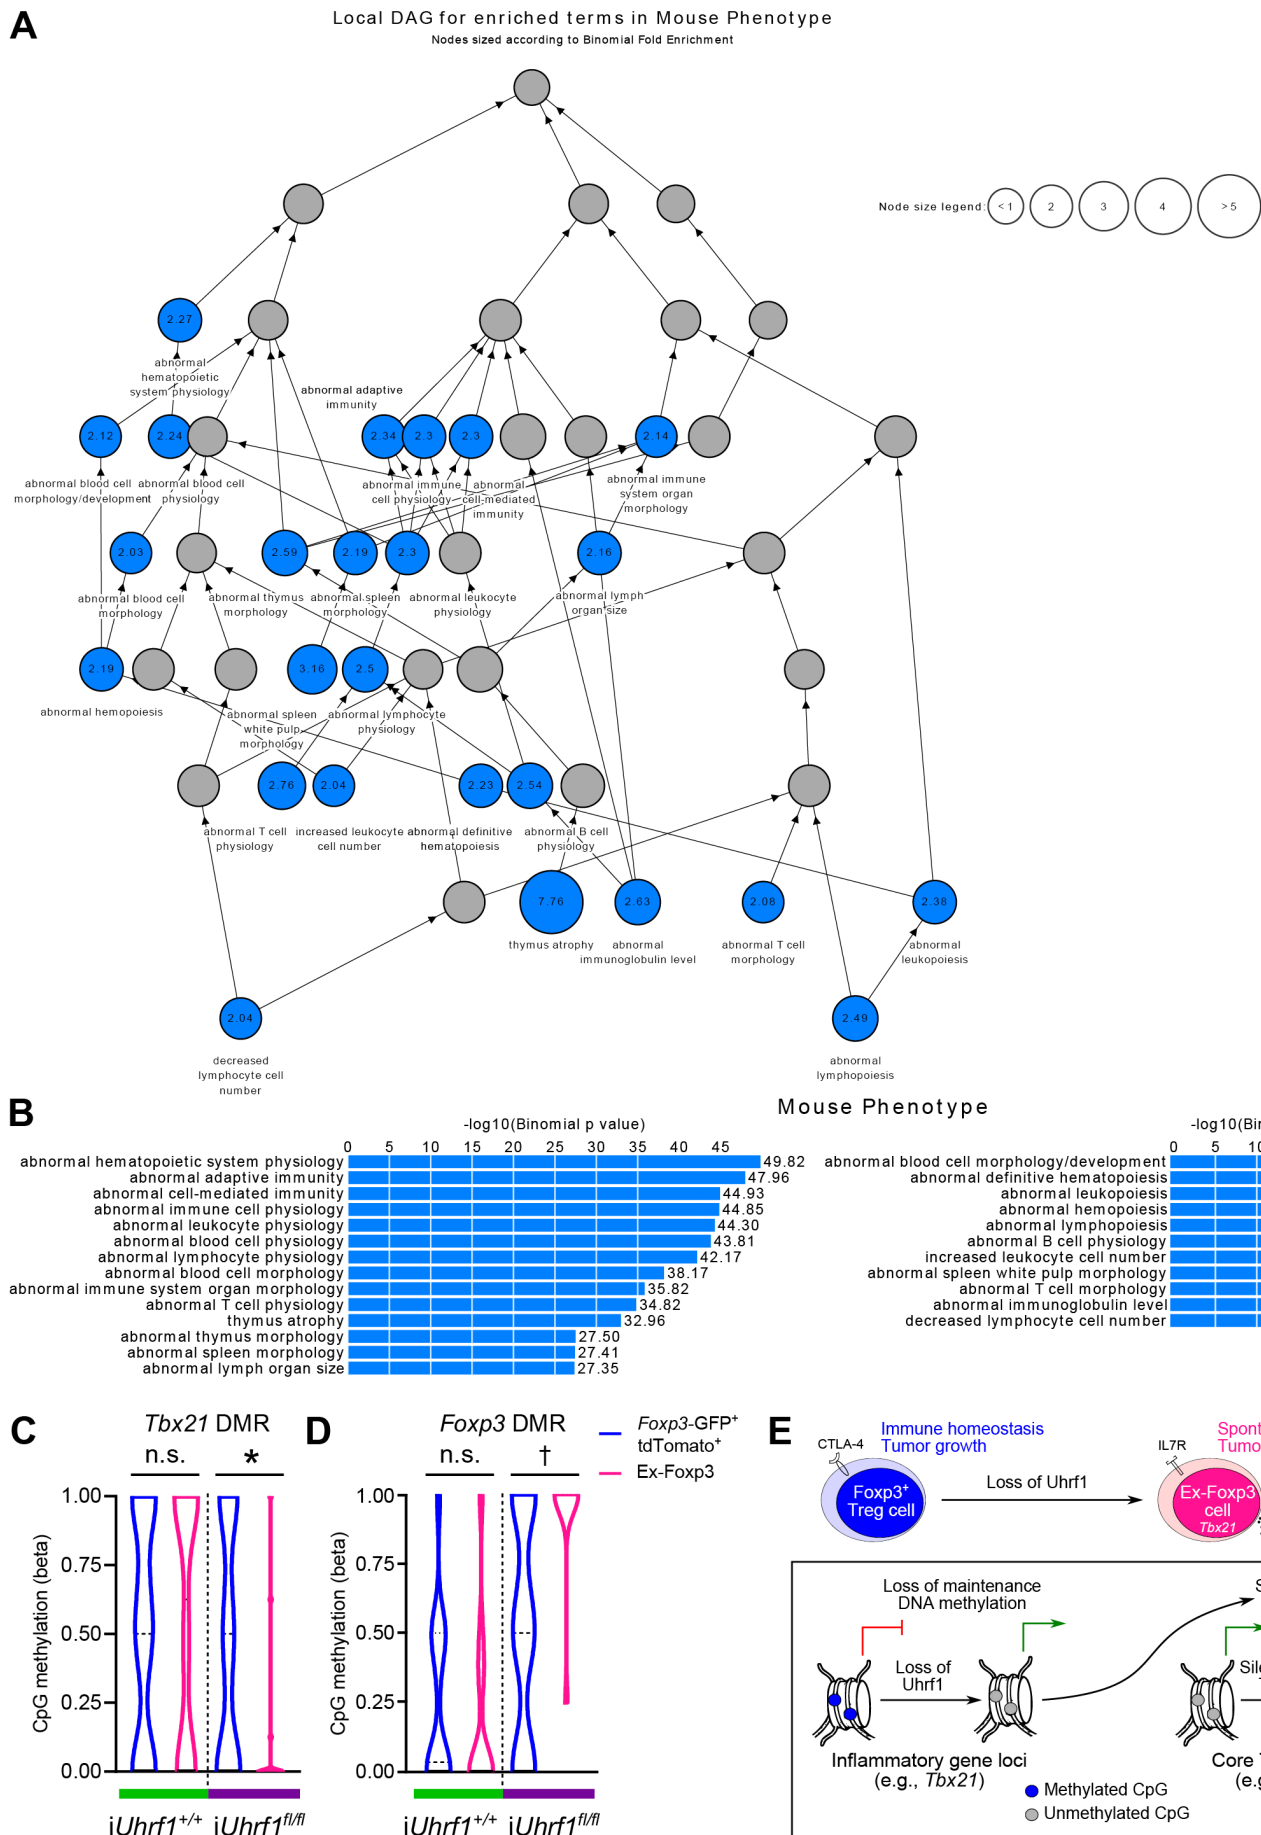 A
Local DAG for enriched terms in Mouse Phenotype
Nodes sized according to Binomial Fold Enrichment
Node size legend:
< 1
2
3
4
> 5
2.27
abnormal
hematopoietic
system physiology
abnormal adaptive
immunity
2.12
2.24
2.34
2.3
2.3
2.14
abnormal blood cell
morphology/development
abnormal blood cell
physiology
abnormal immune
cell physiology
abnormal
cell-mediated
immunity
abnormal immune
system organ
morphology
2.03
2.59
2.19
2.3
2.16
abnormal blood cell
morphology
abnormal thymus
morphology
abnormal spleen
morphology
abnormal leukocyte
physiology
abnormal lymph
organ size
2.19
3.16
2.5
abnormal hemopoiesis
abnormal spleen
white pulp
morphology
abnormal lymphocyte
physiology
2.76
2.04
2.23
2.54
abnormal T cell
physiology
increased leukocyte
cell number
abnormal definitive
hematopoiesis
abnormal B cell
physiology
7.76
2.63
2.08
2.38
thymus atrophy
abnormal
immunoglobulin level
abnormal T cell
morphology
abnormal
leukopoiesis
2.04
2.49
decreased
lymphocyte cell
number
abnormal
lymphopoiesis
B
Mouse Phenotype
-log10(Binomial p value)
0 5 10 15 20 25 30 35 40 45
abnormal hematopoietic system physiology 49.82
abnormal adaptive immunity 47.96
abnormal cell-mediated immunity 44.93
abnormal immune cell physiology 44.85
abnormal leukocyte physiology 44.30
abnormal blood cell physiology 43.81
abnormal lymphocyte physiology 42.17
abnormal blood cell morphology 38.17
abnormal immune system organ morphology 35.82
abnormal T cell physiology 34.82
thymus atrophy 32.96
abnormal thymus morphology 27.50
abnormal spleen morphology 27.41
abnormal lymph organ size 27.35
-log10(Bi
0 5 10
abnormal blood cell morphology/development
abnormal definitive hematopoiesis
abnormal leukopoiesis
abnormal hemopoiesis
abnormal lymphopoiesis
abnormal B cell physiology
increased leukocyte cell number
abnormal spleen white pulp morphology
abnormal T cell morphology
abnormal immunoglobulin level
decreased lymphocyte cell number
C
Tbx21 DMR
n.s. *
CpG methylation (beta)
1.00
0.75
0.50
0.25
0.00
iUhrf1+/+ iUhrf1fl/fl
D
Foxp3 DMR
n.s. †
CpG methylation (beta)
1.00
0.75
0.50
0.25
0.00
iUhrf1+/+ iUhrf1fl/fl
Foxp3-GFP+
tdTomato+
Ex-Foxp3
E
Immune homeostasis
Tumor growth
CTLA-4
Foxp3+
Treg cell
Loss of Uhrf1
Spont
Tumo
IL7R
Ex-Foxp3
cell
Tbx21
Loss of maintenance
DNA methylation
Loss of
Uhrf1
Inflammatory gene loci
(e.g., Tbx21)
S
Sile
Core
(e.g
Methylated CpG
Unmethylated CpG